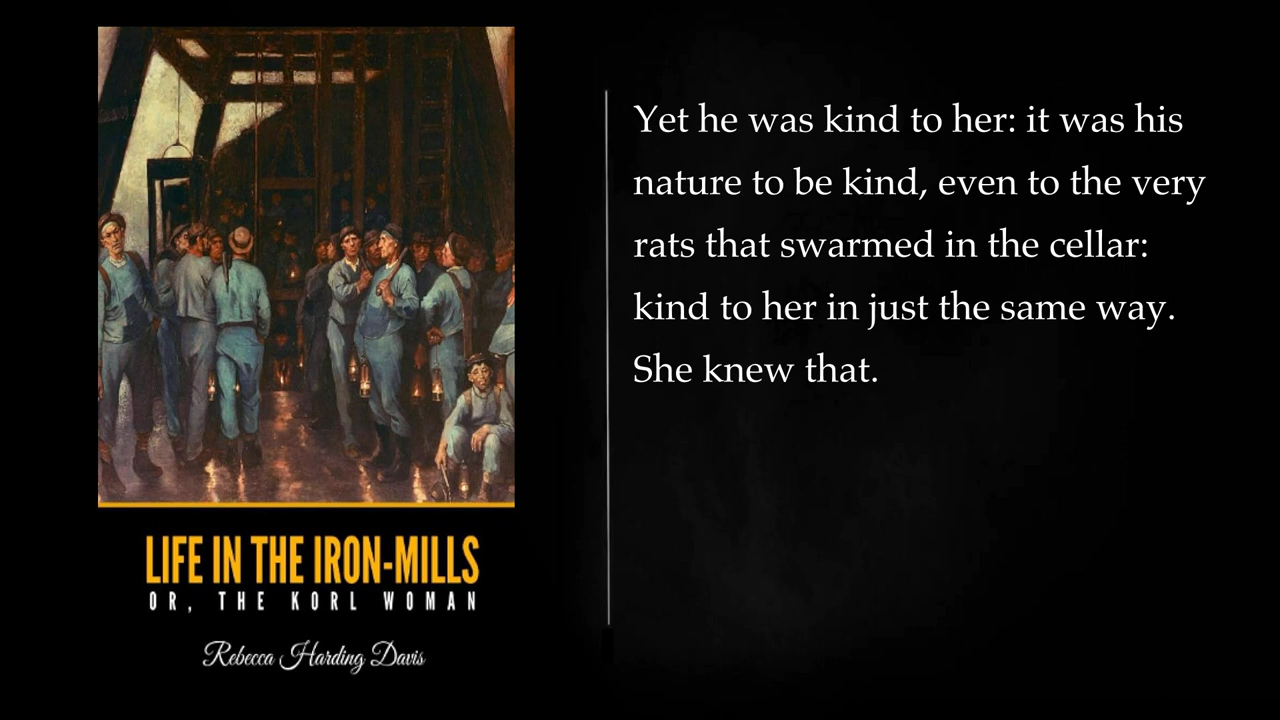 Yet he was kind to her: it was his
nature to be kind, even to the very
rats that swarmed in the cellar:
kind to her in just the same way.
She knew that.
LIFE IN THE IRON-MILLS
OR, THE KORL WOMAN
Rebecca Harding Davis